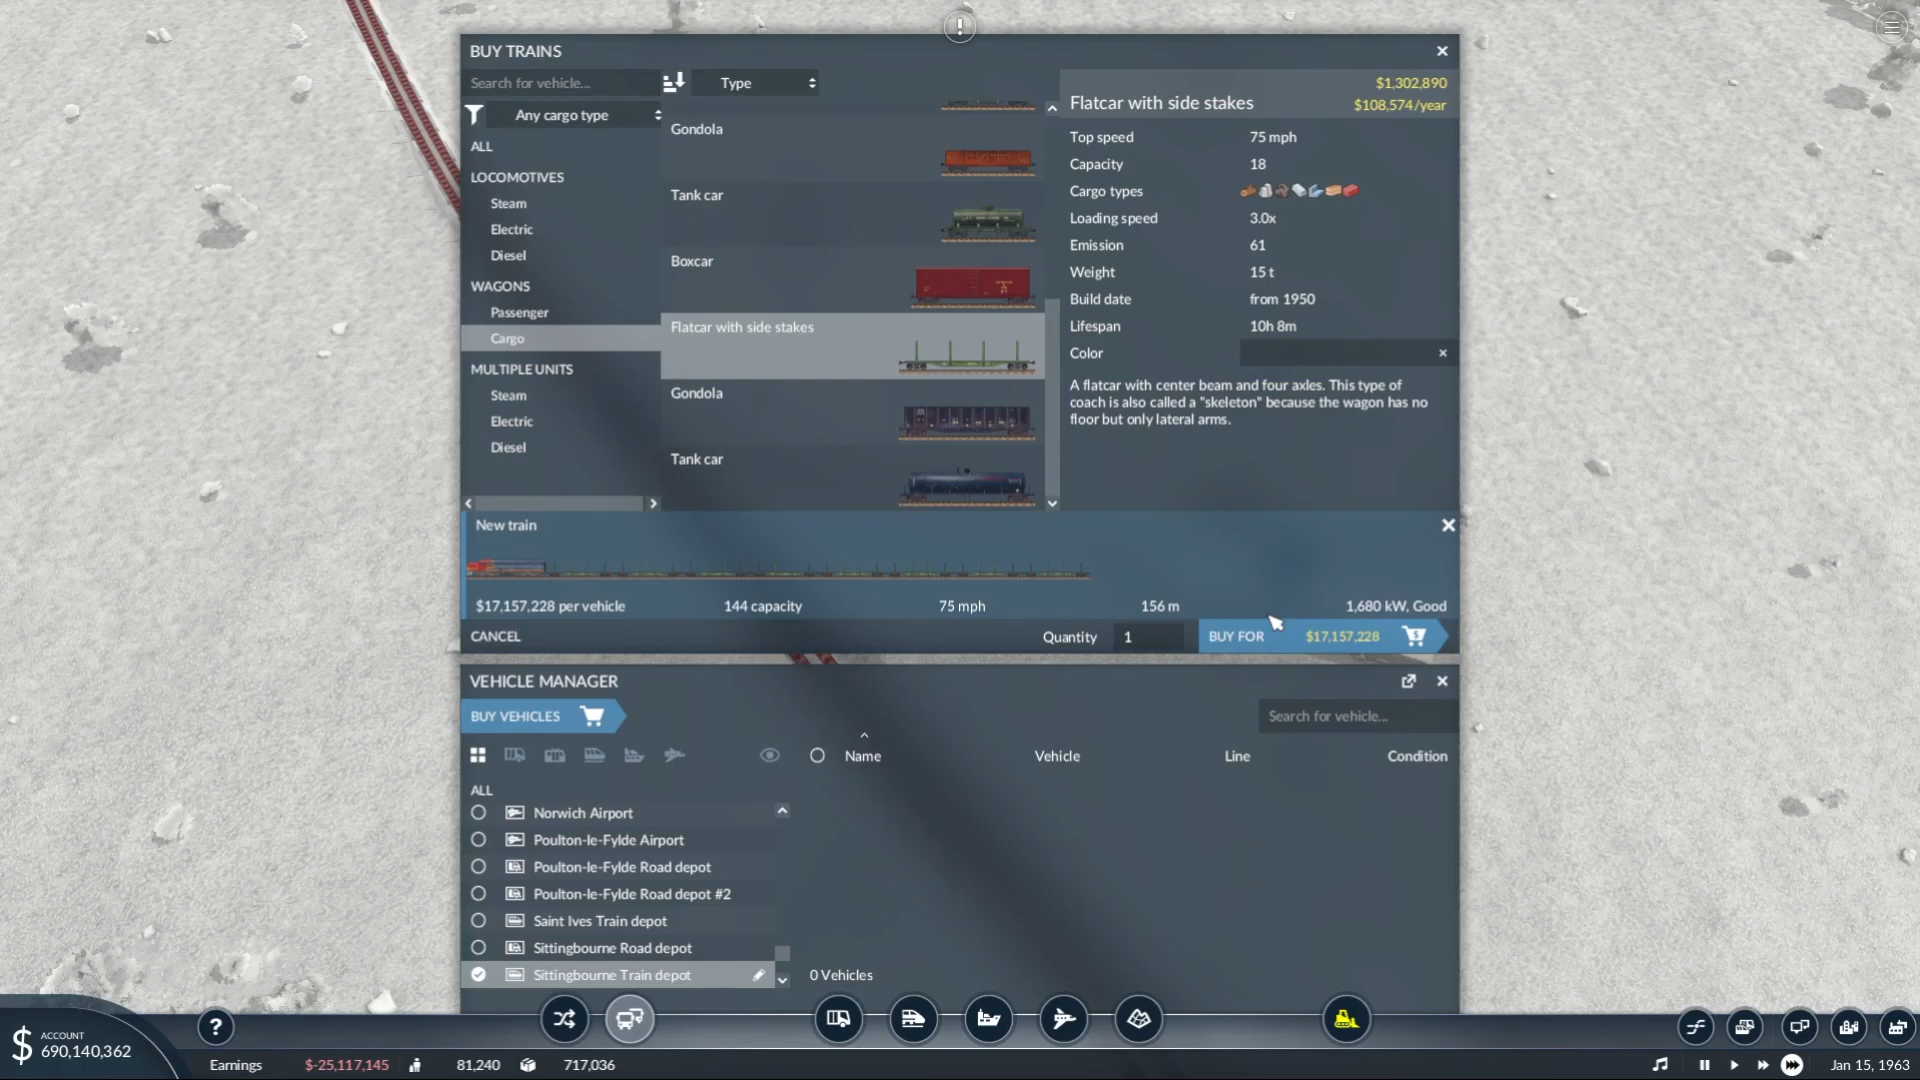 BUY TRAINS
Search for vehicle...
Type
Any cargo type
ALL
LOCOMOTIVES
Steam
Electric
Diesel
WAGONS
Passenger
Cargo
MULTIPLE UNITS
Steam
Electric
Diesel
Gondola
Tank car
Boxcar
Flatcar with side stakes
Gondola
Tank car
$1,302,890
Flatcar with side stakes
$108,574/year
Top speed 75 mph
Capacity 18
Cargo types
Loading speed 3.0x
Emission 61
Weight 15 t
Build date from 1950
Lifespan 10h 8m
Color
A flatcar with center beam and four axles. This type of
coach is also called a "skeleton" because the wagon has no
floor but only lateral arms.
New train
$17,157,228 per vehicle 144 capacity 75 mph 156 m 1,680 kW, Good
CANCEL Quantity 1 BUY FOR $17,157,228
VEHICLE MANAGER
BUY VEHICLES
Search for vehicle...
Name Vehicle Line Condition
ALL
Norwich Airport
Poulton-le-Fylde Airport
Poulton-le-Fylde Road depot
Poulton-le-Fylde Road depot #2
Saint Ives Train depot
Sittingbourne Road depot
Sittingbourne Train depot
0 Vehicles
$ ACCOUNT
690,140,362
?
Earnings $-25,117,145 81,240 717,036
Jan 15, 1963